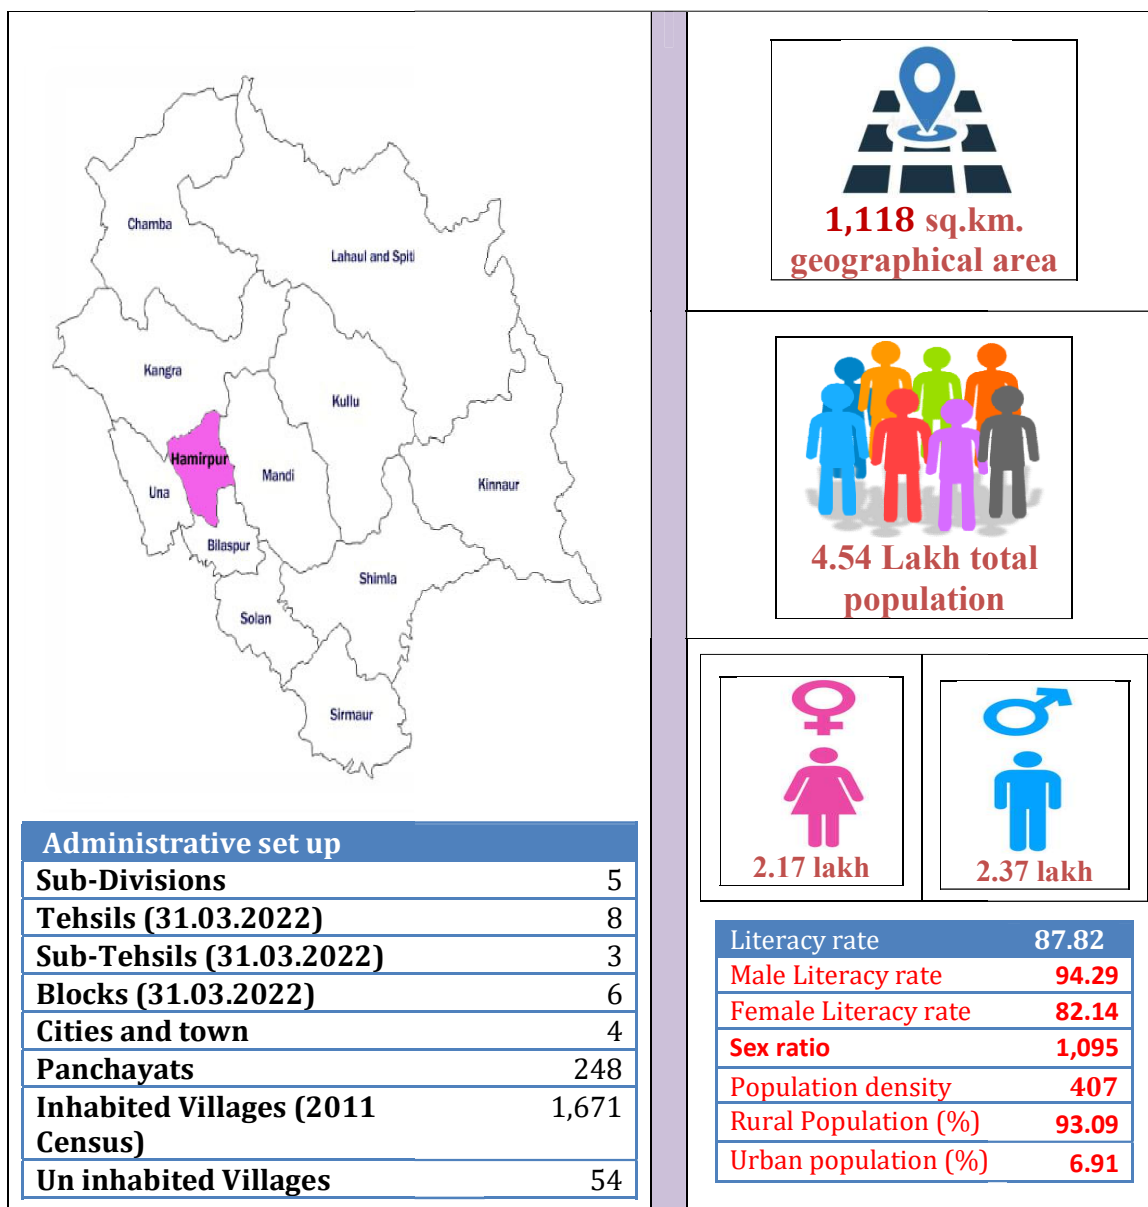 Chamba
Lahaul and Spiti
Kangra
Kullu
Hamirpur
Mandi
Una
Kinnaur
Bilaspur
Shimla
Solan
Sirmaur
Administrative set up
Sub-Divisions 5
Tehsils (31.03.2022) 8
Sub-Tehsils (31.03.2022) 3
Blocks (31.03.2022) 6
Cities and town 4
Panchayats 248
Inhabited Villages (2011 1,671
Census)
Un inhabited Villages 54
1,118 sq.km.
geographical area
4.54 Lakh total
population
2.17 lakh
2.37 lakh
Literacy rate 87.82
Male Literacy rate 94.29
Female Literacy rate 82.14
Sex ratio 1,095
Population density 407
Rural Population (%) 93.09
Urban population (%) 6.91